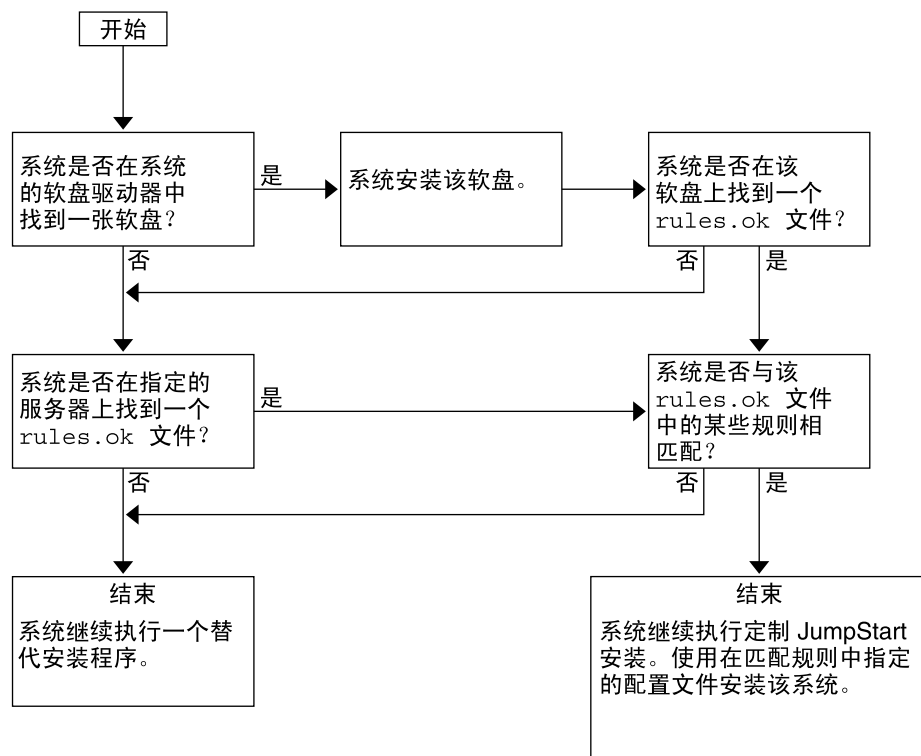 开始
系统是否在系统
的软盘驱动器中
找到一张软盘？
是
系统安装该软盘。
系统是否在该
软盘上找到一个
rules.ok 文件？
否
否
是
系统是否在指定的
服务器上找到一个
rules.ok 文件？
是
系统是否与该
rules.ok 文件
中的某些规则相
匹配？
否
否
是
结束
系统继续执行一个替
代安装程序。
结束
系统继续执行定制 JumpStart
安装。使用在匹配规则中指定
的配置文件安装该系统。